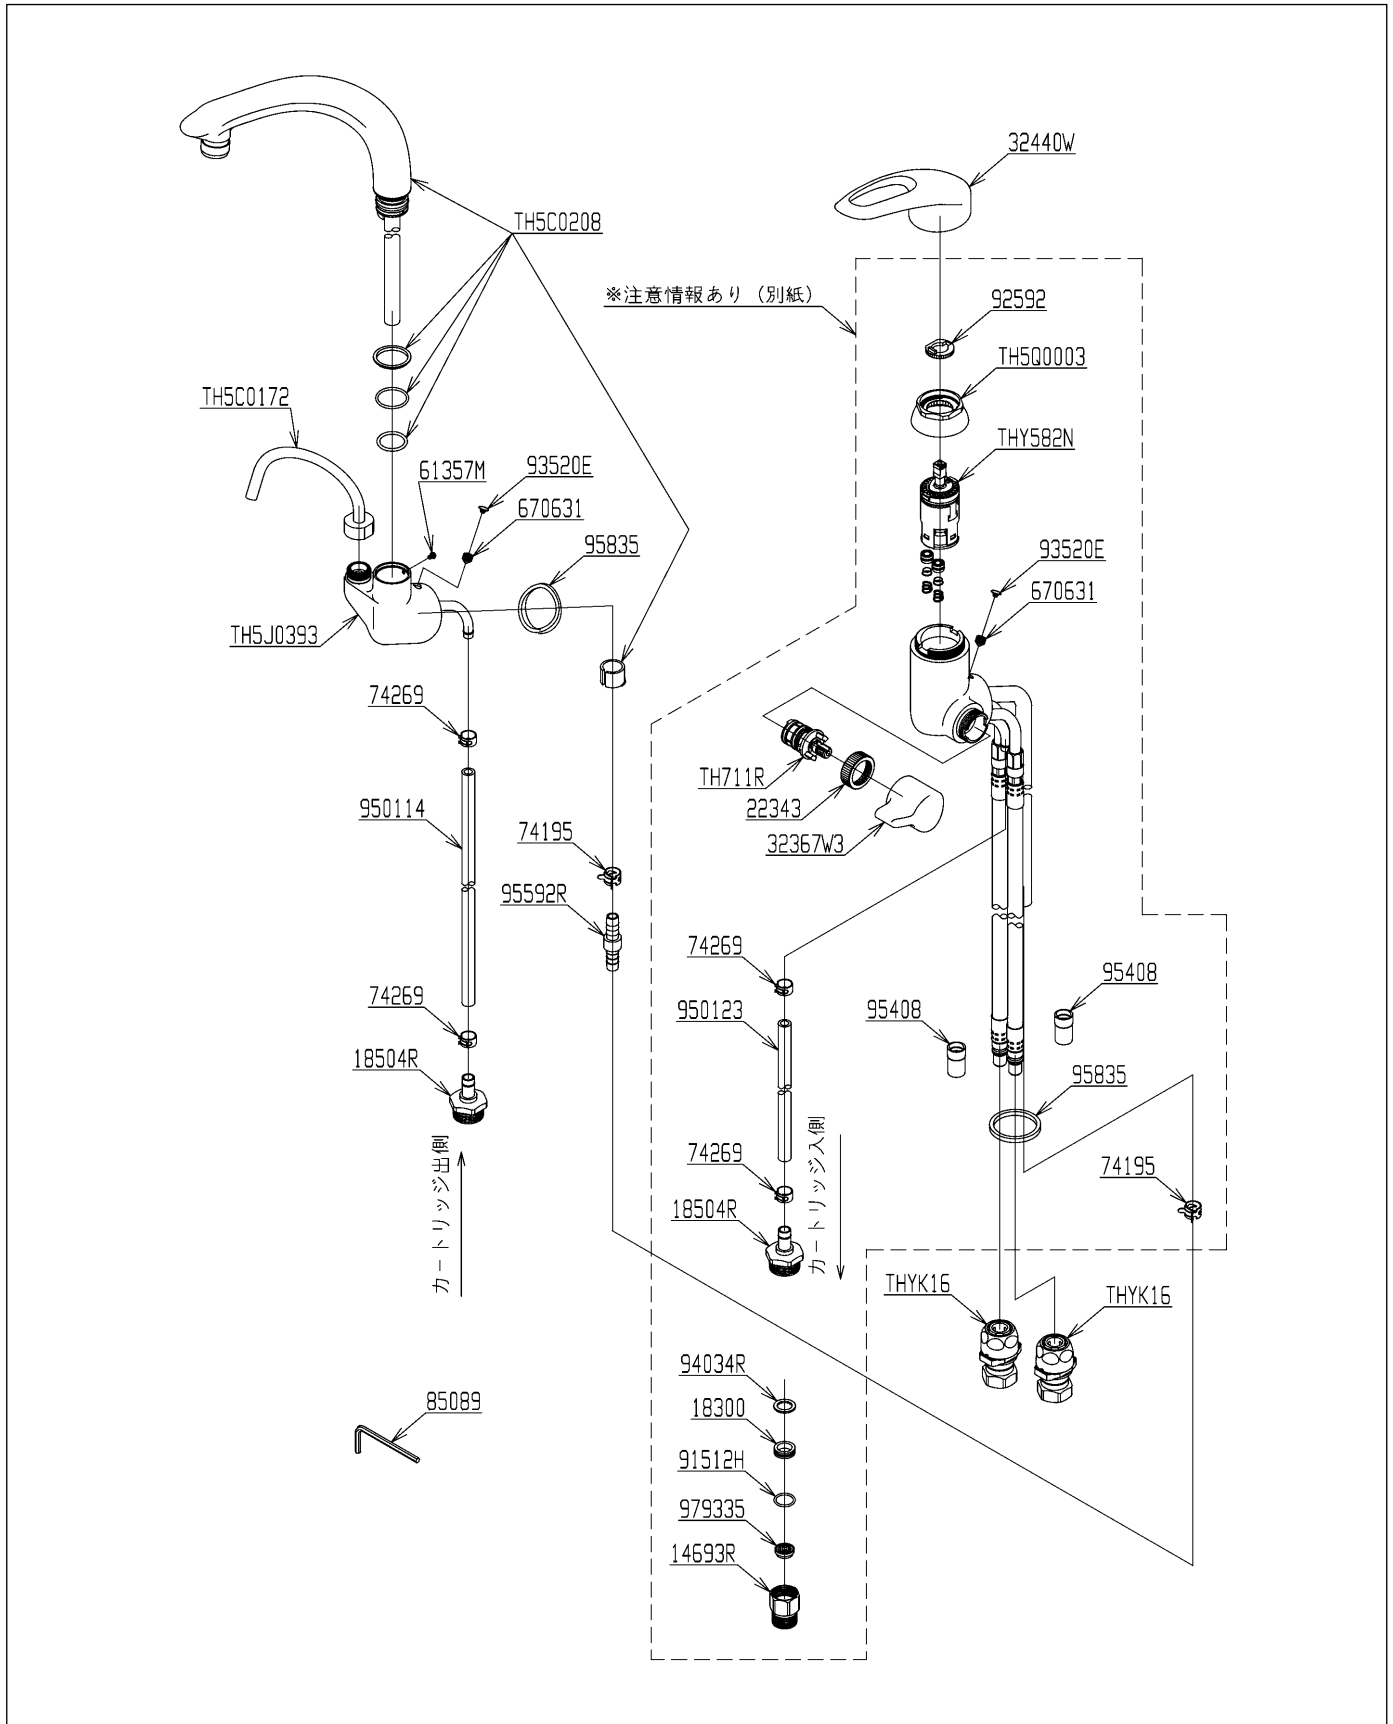 32440W
TH5C0208
※注意情報あり（別紙）
92592
TH5Q0003
TH5C0172
THY582N
61357M
93520E
670631
95835
93520E
670631
TH5J0393
74269
TH711R
22343
32367W3
950114
74195
95592R
74269
95408
950123
95408
74269
18504R
95835
カートリッジ出側
74269
カートリッジ入側
74195
18504R
THYK16
THYK16
94034R
85089
18300
91512H
979335
14693R